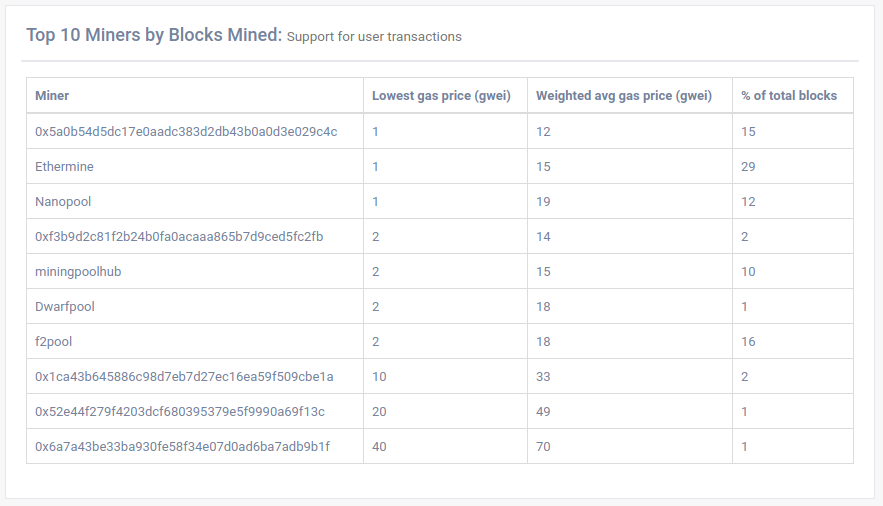 Top 10 Miners by Blocks Mined: Support for user transactions
Miner Lowest gas price (gwei) Weighted avg gas price (gwei) % of total blocks
0x5a0b54d5dc17e0aadc383d2db43b0a0d3e029c4c 1 12 15
Ethermine 1 15 29
Nanopool 1 19 12
0xf3b9d2c81f2b24b0fa0acaaa865b7d9ced5fc2fb 2 14 2
miningpoolhub 2 15 10
Dwarfpool 2 18 1
f2pool 2 18 16
0x1ca43b645886c98d7eb7d27ec16ea59f509cbe1a 10 33 2
0x52e44f279f4203dcf680395379e5f9990a69f13c 20 49 1
0x6a7a43be33ba930fe58f34e07d0ad6ba7adb9b1f 40 70 1